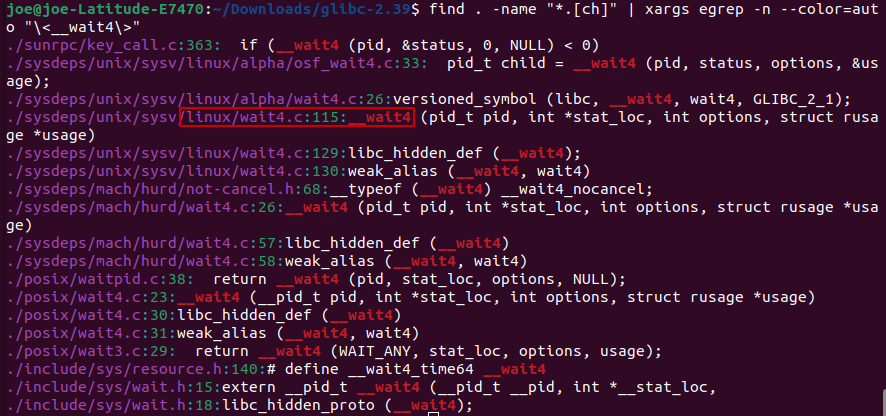 joe@joe-Latitude-E7470:~/Downloads/glibc-2.39$ find . -name "*.[ch]" | xargs egrep -n --color=aut
o "\<__wait4\>"
./sunrpc/key_call.c:363:  if (__wait4 (pid, &status, 0, NULL) < 0)
./sysdeps/unix/sysv/linux/alpha/osf_wait4.c:33:  pid_t child = __wait4 (pid, status, options, &us
age);
./sysdeps/unix/sysv/linux/alpha/wait4.c:26:versioned_symbol (libc, __wait4, wait4, GLIBC_2_1);
./sysdeps/unix/sysv/linux/wait4.c:115:__wait4 (pid_t pid, int *stat_loc, int options, struct rusa
ge *usage)
./sysdeps/unix/sysv/linux/wait4.c:129:libc_hidden_def (__wait4);
./sysdeps/unix/sysv/linux/wait4.c:130:weak_alias (__wait4, wait4)
./sysdeps/mach/hurd/not-cancel.h:68:__typeof (__wait4) __wait4_nocancel;
./sysdeps/mach/hurd/wait4.c:26:__wait4 (pid_t pid, int *stat_loc, int options, struct rusage *usa
ge)
./sysdeps/mach/hurd/wait4.c:57:libc_hidden_def (__wait4)
./sysdeps/mach/hurd/wait4.c:58:weak_alias (__wait4, wait4)
./posix/waitpid.c:38:  return __wait4 (pid, stat_loc, options, NULL);
./posix/wait4.c:23:__wait4 (__pid_t pid, int *stat_loc, int options, struct rusage *usage)
./posix/wait4.c:30:libc_hidden_def (__wait4)
./posix/wait4.c:31:weak_alias (__wait4, wait4)
./posix/wait3.c:29:  return __wait4 (WAIT_ANY, stat_loc, options, usage);
./include/sys/resource.h:140:# define __wait4_time64 __wait4
./include/sys/wait.h:15:extern __pid_t __wait4 (__pid_t __pid, int *__stat_loc,
./include/sys/wait.h:18:libc_hidden_proto (__wait4);